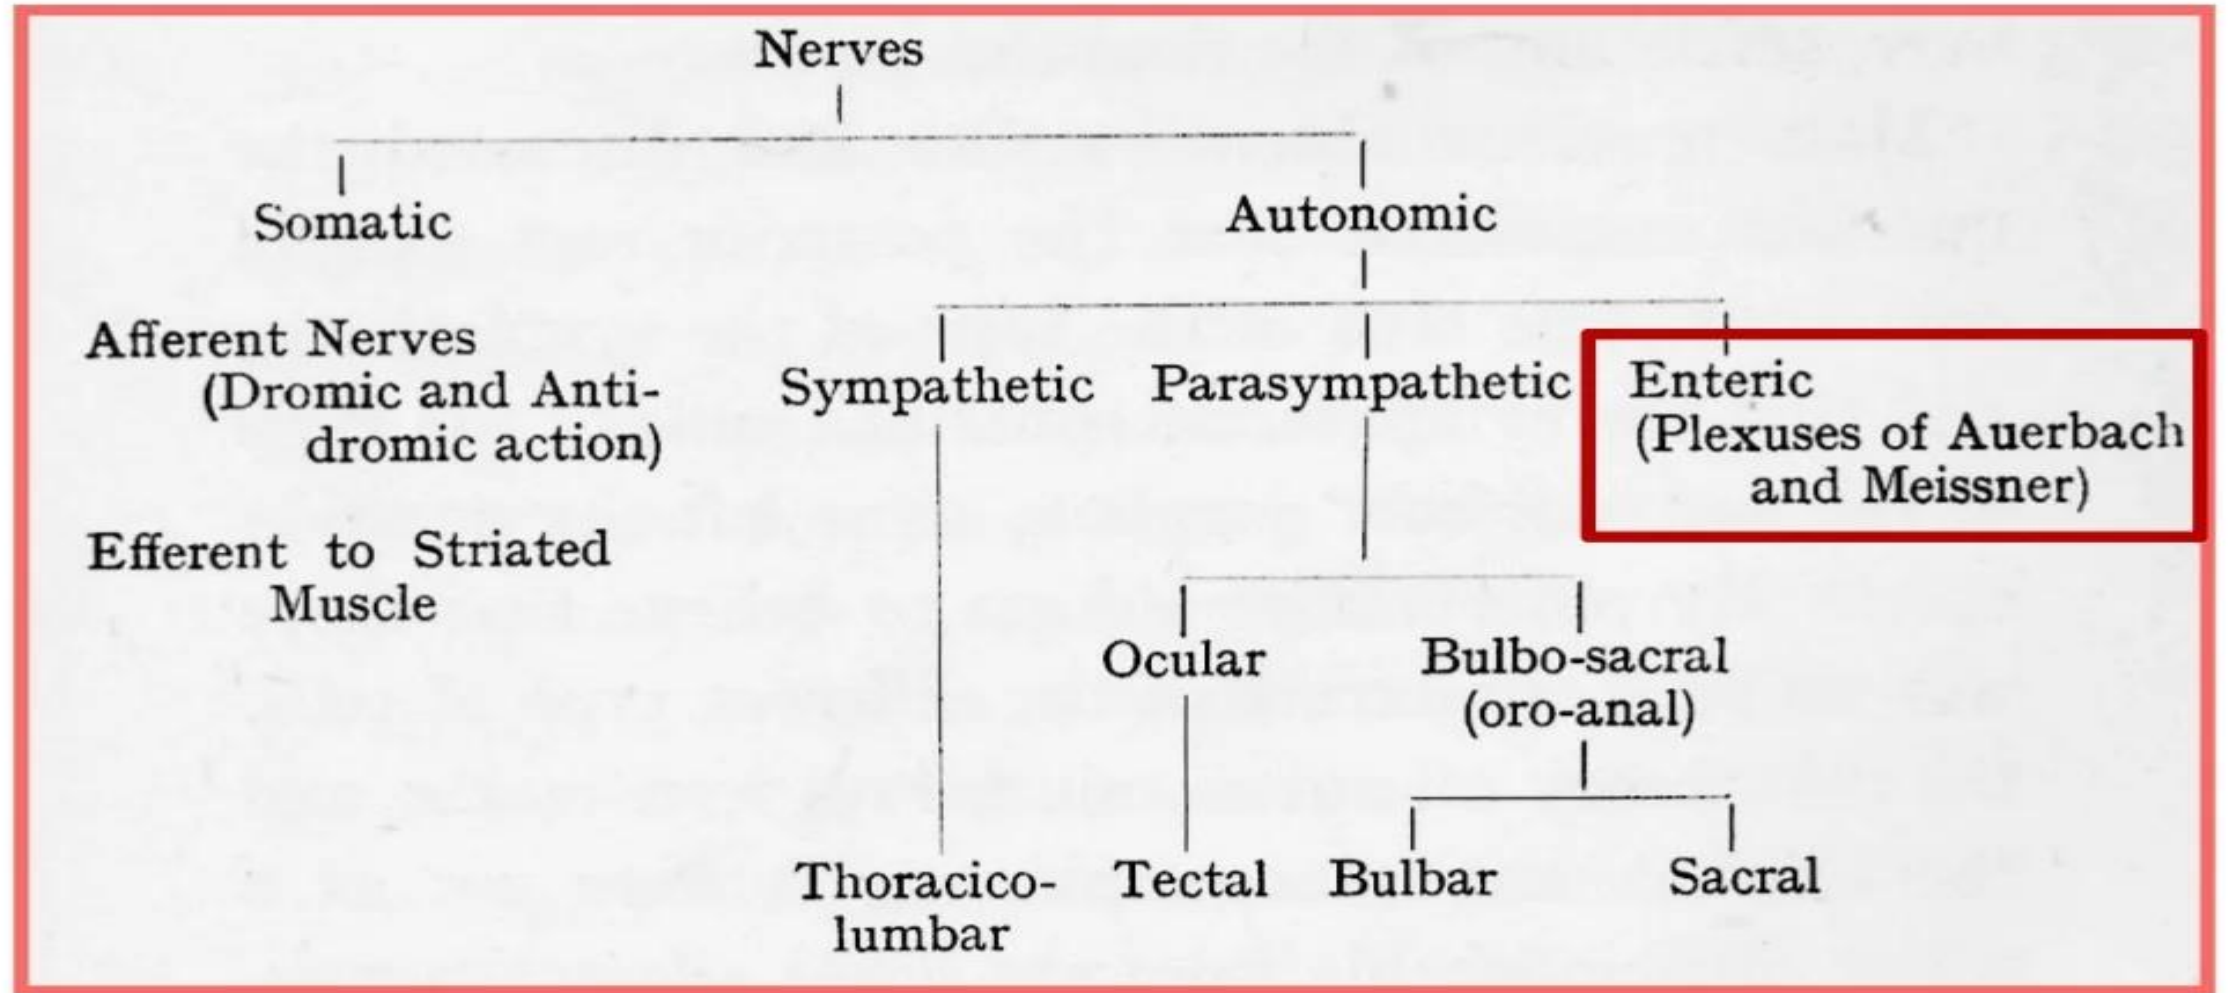 Nerves
Somatic
Autonomic
Afferent Nerves
(Dromic and Anti-
dromic action)
Efferent to Striated
Muscle
Sympathetic
Parasympathetic
Enteric
(Plexuses of Auerbach
and Meissner)
Ocular
Bulbo-sacral
(oro-anal)
Thoracico-
lumbar
Tectal
Bulbar
Sacral